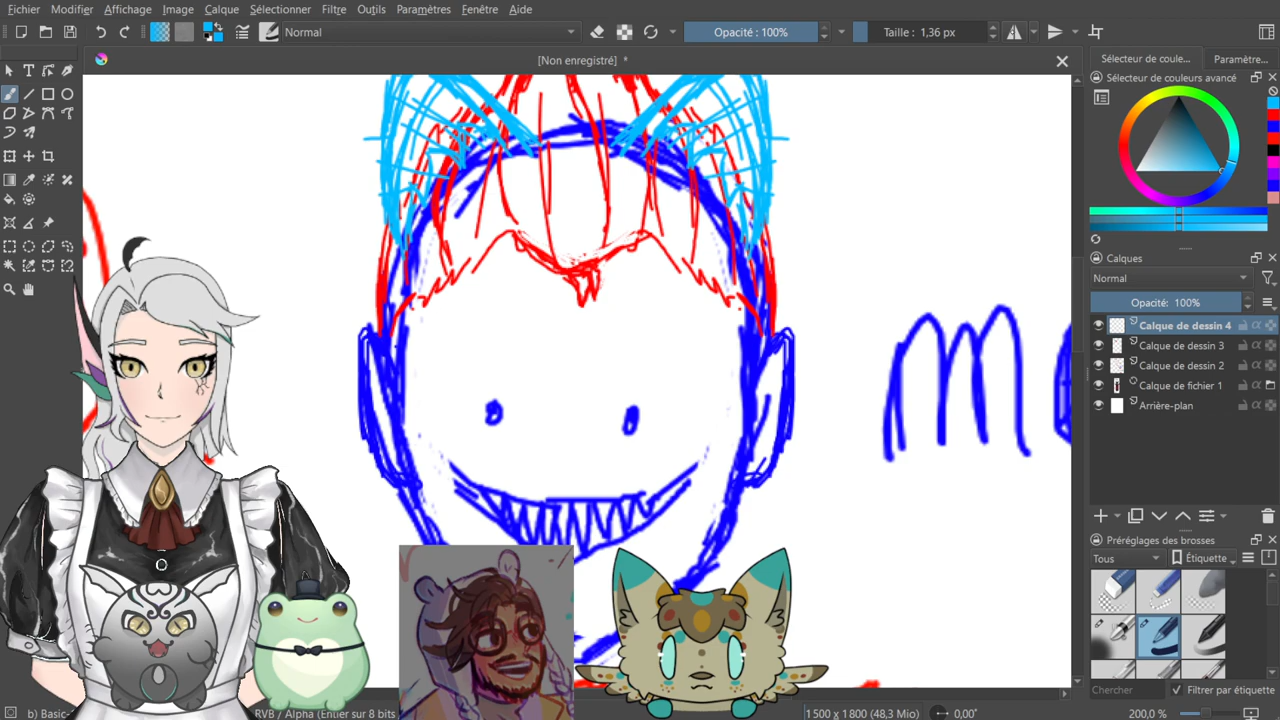 Fichier Modifier Affichage Image Calque Sélectionner Filtre Outils Paramètres Fenêtre Aide
Normal Opacité : 100% Taille : 1,36 px
[Non enregistré] *
Sélecteur de coule... Paramètre...
Sélecteur de couleurs avancé
Calques
Normal
Opacité: 100%
Calque de dessin 4
Calque de dessin 3
Calque de dessin 2
Calque de fichier 1
Arrière-plan
Préréglages des brosses
Tous Étiquette
Chercher Filtrer par étiquette
b) Basic- RVB / Alpha (Entier sur 8 bits 1 500 x 1 800 (48,3 Mio) 0,00° 200,0 %